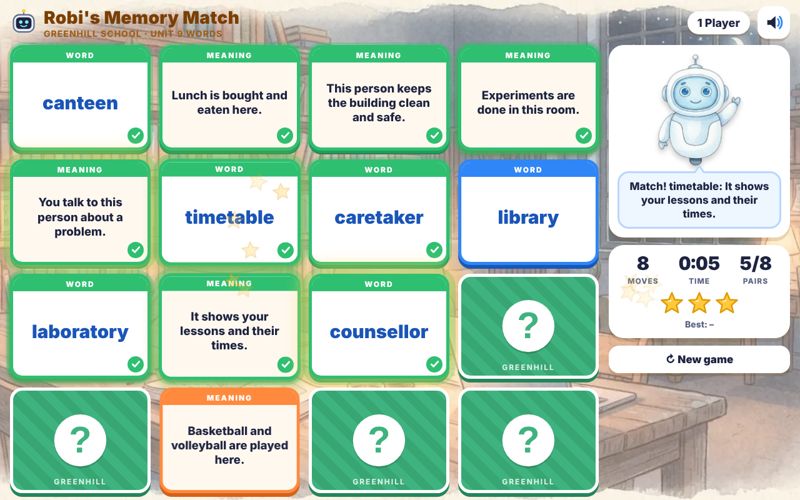 Robi's Memory Match
GREENHILL SCHOOL · UNIT 9 WORDS
1 Player
WORD
canteen
MEANING
Lunch is bought and
eaten here.
MEANING
This person keeps
the building clean
and safe.
MEANING
Experiments are
done in this room.
MEANING
You talk to this
person about a
problem.
WORD
timetable
WORD
caretaker
WORD
library
WORD
laboratory
MEANING
It shows your
lessons and their
times.
WORD
counsellor
?
GREENHILL
?
GREENHILL
MEANING
Basketball and
volleyball are played
here.
?
GREENHILL
?
GREENHILL
Match! timetable: It shows
your lessons and their
times.
8 0:05 5/8
MOVES TIME PAIRS
Best: –
↻ New game